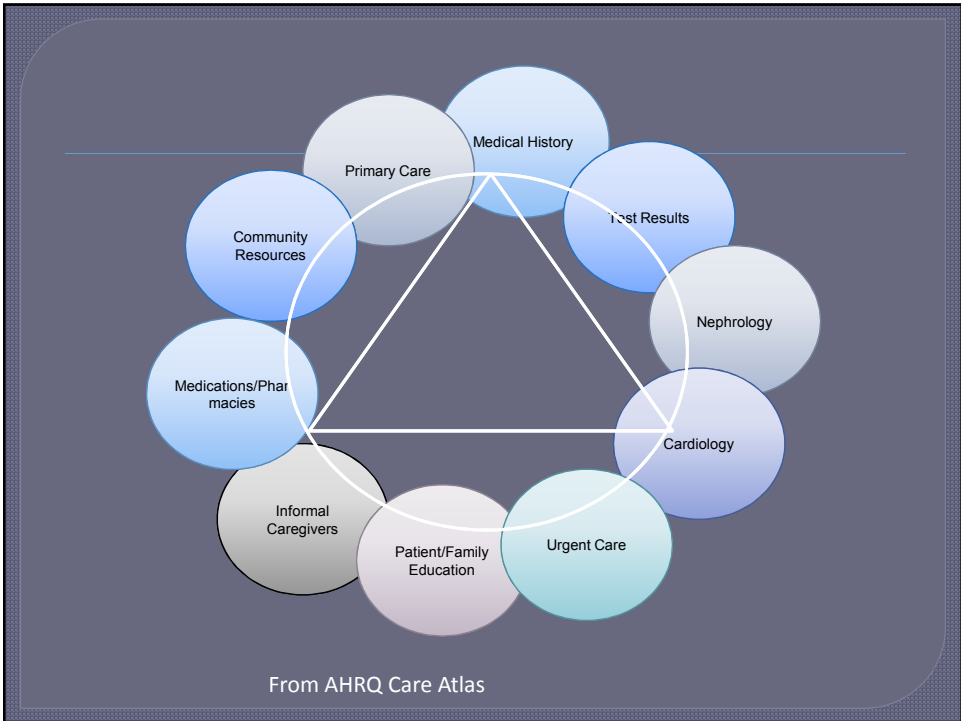 Medical History
Primary Care
Test Results
Community
Resources
Nephrology
Medications/Phar
macies
Cardiology
Informal
Caregivers
Patient/Family
Education
Urgent Care
From AHRQ Care Atlas